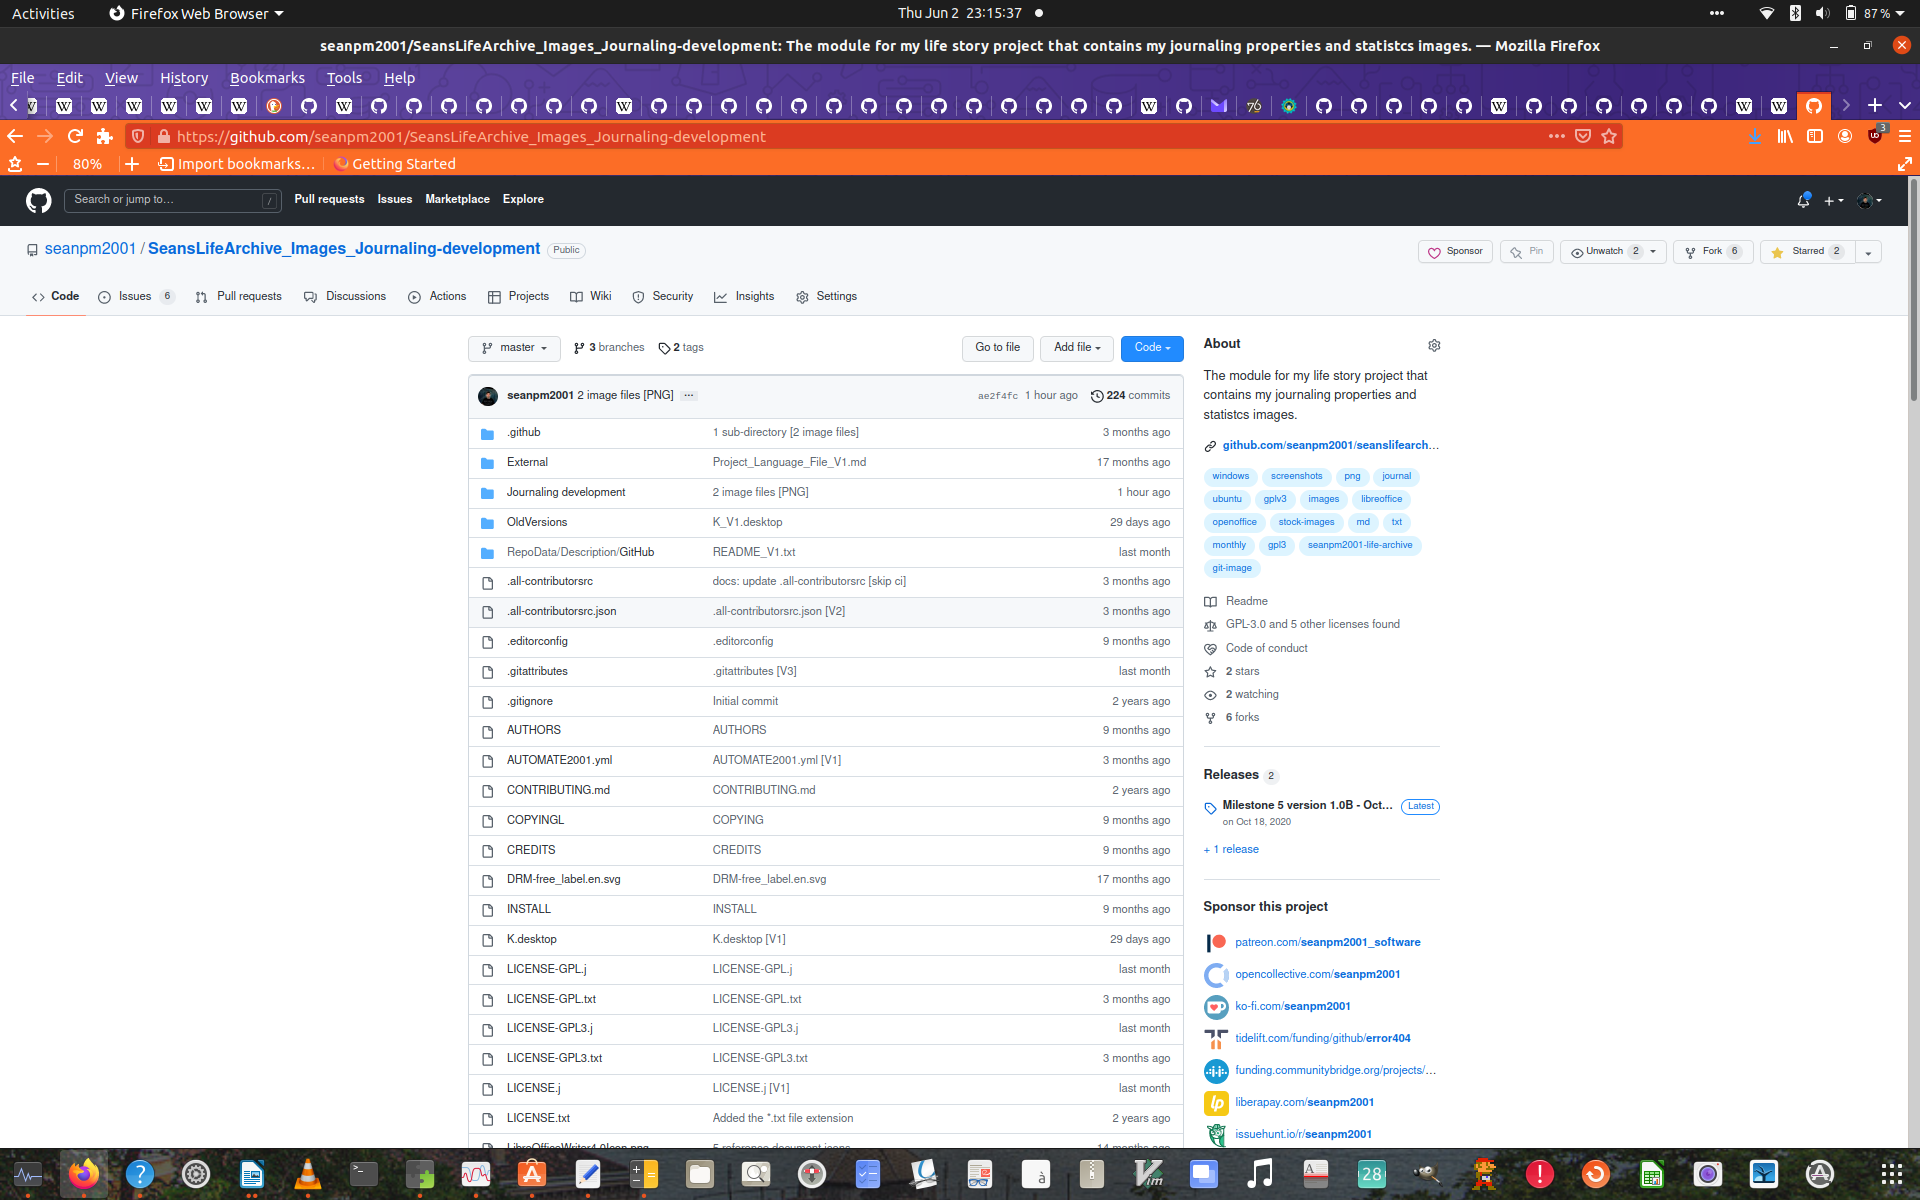 Activities
Firefox Web Browser
Thu Jun 2 23:15:37
87 %
seanpm2001/SeansLifeArchive_Images_Journaling-development: The module for my life story project that contains my journaling properties and statistcs images. — Mozilla Firefox
File Edit View History Bookmarks Tools Help
https://github.com/seanpm2001/SeansLifeArchive_Images_Journaling-development
3
80%
Import bookmarks...
Getting Started
Search or jump to...
/
Pull requests Issues Marketplace Explore
seanpm2001 / SeansLifeArchive_Images_Journaling-development Public
Sponsor
Pin
Unwatch 2
Fork 6
Starred 2
Code
Issues 6
Pull requests
Discussions
Actions
Projects
Wiki
Security
Insights
Settings
master
3 branches
2 tags
Go to file
Add file
Code
seanpm2001 2 image files [PNG] ...
ae2f4fc 1 hour ago
224 commits
.github 1 sub-directory [2 image files] 3 months ago
External Project_Language_File_V1.md 17 months ago
Journaling development 2 image files [PNG] 1 hour ago
OldVersions K_V1.desktop 29 days ago
RepoData/Description/GitHub README_V1.txt last month
.all-contributorsrc docs: update .all-contributorsrc [skip ci] 3 months ago
.all-contributorsrc.json .all-contributorsrc.json [V2] 3 months ago
.editorconfig .editorconfig 9 months ago
.gitattributes .gitattributes [V3] last month
.gitignore Initial commit 2 years ago
AUTHORS AUTHORS 9 months ago
AUTOMATE2001.yml AUTOMATE2001.yml [V1] 3 months ago
CONTRIBUTING.md CONTRIBUTING.md 2 years ago
COPYINGL COPYING 9 months ago
CREDITS CREDITS 9 months ago
DRM-free_label.en.svg DRM-free_label.en.svg 17 months ago
INSTALL INSTALL 9 months ago
K.desktop K.desktop [V1] 29 days ago
LICENSE-GPL.j LICENSE-GPL.j last month
LICENSE-GPL.txt LICENSE-GPL.txt 3 months ago
LICENSE-GPL3.j LICENSE-GPL3.j last month
LICENSE-GPL3.txt LICENSE-GPL3.txt 3 months ago
LICENSE.j LICENSE.j [V1] last month
LICENSE.txt Added the *.txt file extension 2 years ago
About
The module for my life story project that
contains my journaling properties and
statistcs images.
github.com/seanpm2001/seanslifearch...
windows screenshots png journal
ubuntu gplv3 images libreoffice
openoffice stock-images md txt
monthly gpl3 seanpm2001-life-archive
git-image
Readme
GPL-3.0 and 5 other licenses found
Code of conduct
2 stars
2 watching
6 forks
Releases 2
Milestone 5 version 1.0B - Oct... Latest
on Oct 18, 2020
+ 1 release
Sponsor this project
patreon.com/seanpm2001_software
opencollective.com/seanpm2001
ko-fi.com/seanpm2001
tidelift.com/funding/github/error404
funding.communitybridge.org/projects/...
liberapay.com/seanpm2001
issuehunt.io/r/seanpm2001
lp
Vim
28